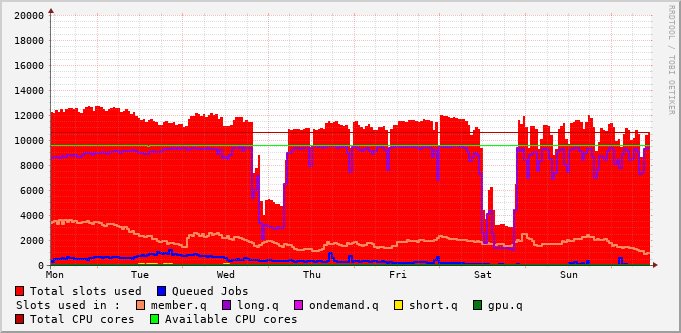 RRDTOOL / TOBI OETIKER
20000
18000
16000
14000
12000
10000
8000
6000
4000
2000
0
Mon Tue Wed Thu Fri Sat Sun
Total slots used Queued Jobs
Slots used in : member.q long.q ondemand.q short.q gpu.q
Total CPU cores Available CPU cores